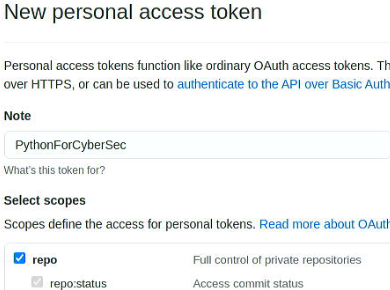 New personal access token
Personal access tokens function like ordinary OAuth access tokens. Th
over HTTPS, or can be used to authenticate to the API over Basic Auth
Note
PythonForCyberSec
What's this token for?
Select scopes
Scopes define the access for personal tokens. Read more about OAuth
repo Full control of private repositories
repo:status Access commit status